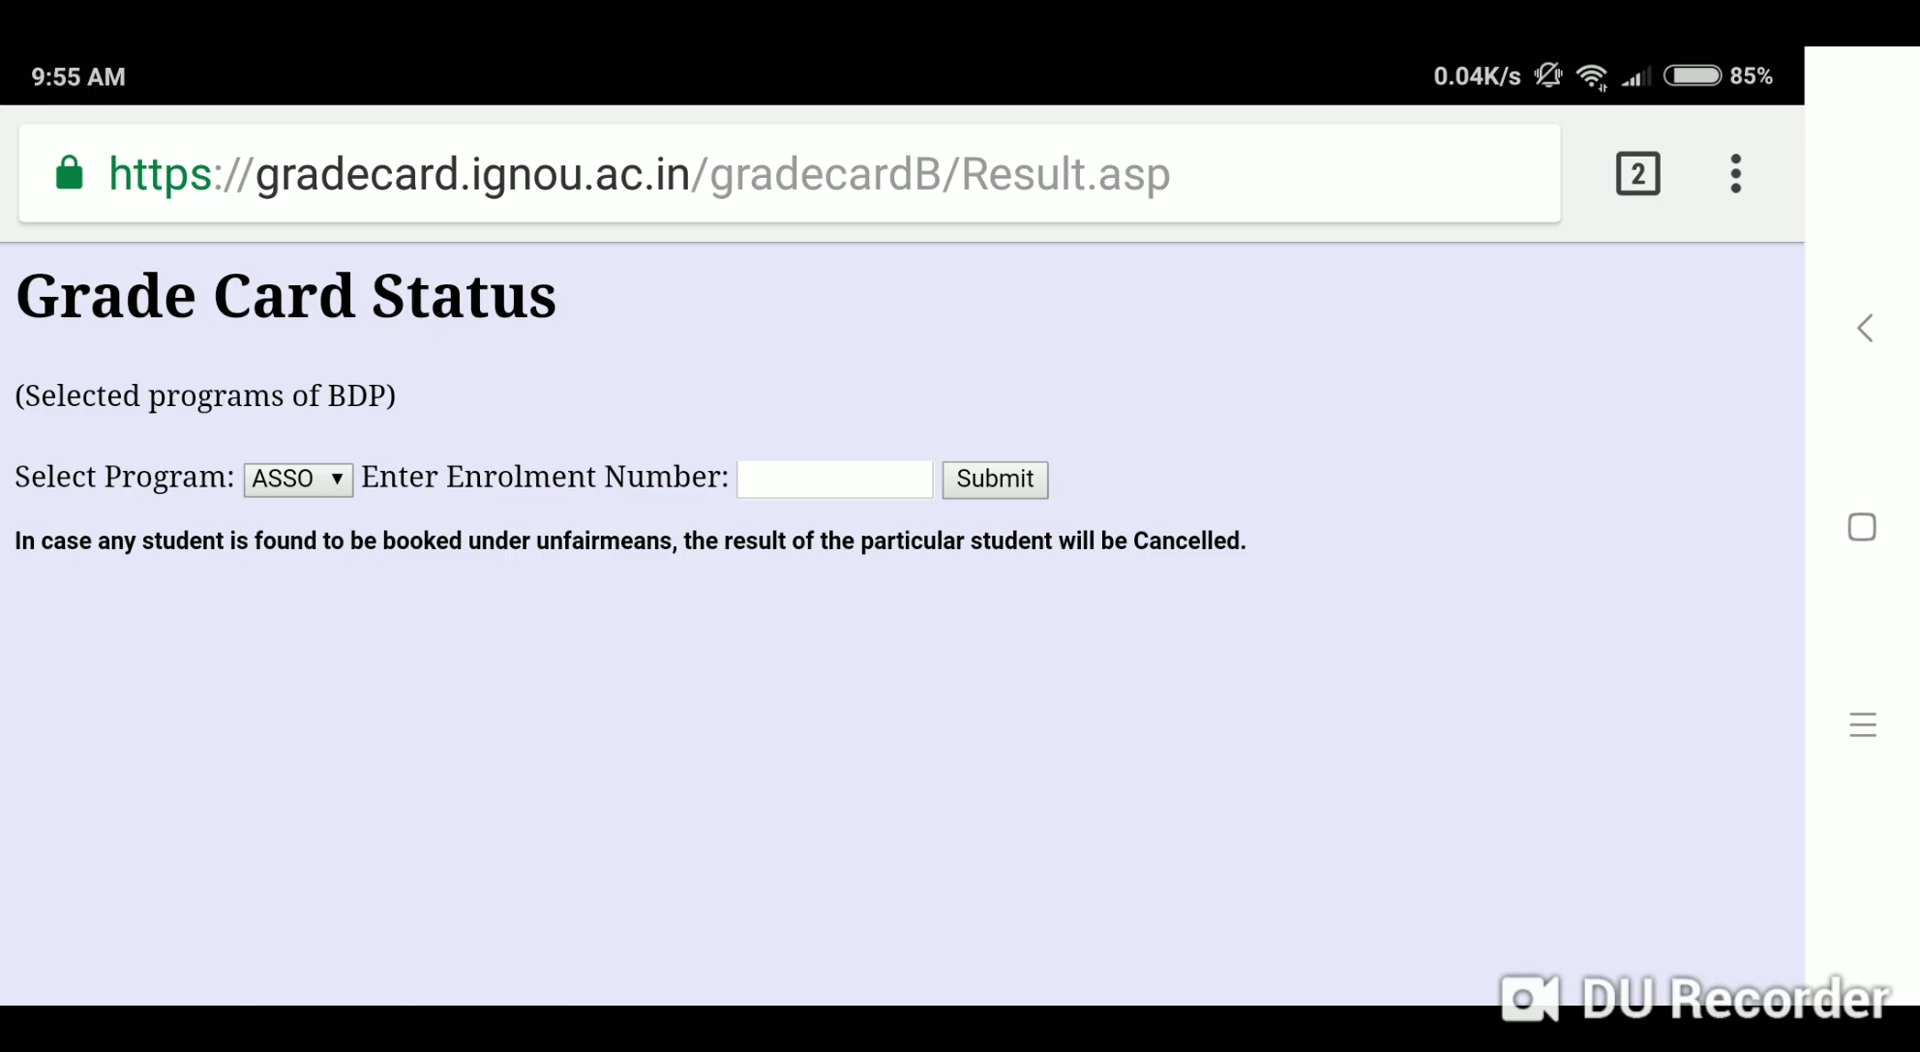 9:55 AM
0.04K/s 85%
https://gradecard.ignou.ac.in/gradecardB/Result.asp
2
Grade Card Status
(Selected programs of BDP)
Select Program: ASSO Enter Enrolment Number: Submit
In case any student is found to be booked under unfairmeans, the result of the particular student will be Cancelled.
DU Recorder